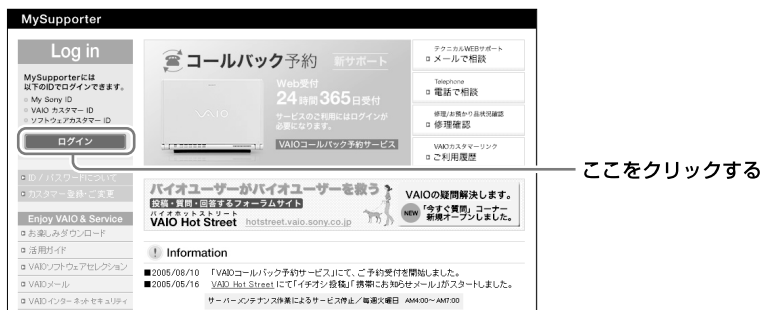 MySupporter
Log in
MySupporterには
以下のIDでログインできます。
My Sony ID
VAIO カスタマー ID
ソフトウェアカスタマー ID
ログイン
ID / パスワードについて
カスタマー登録・ご変更
Enjoy VAIO & Service
お楽しみダウンロード
活用ガイド
VAIOソフトウェアセレクション
VAIOメール
VAIO インターネットセキュリティ
コールバック予約 新サポート
Web受付
24時間365日受付
サービスのご利用にはログインが
必要になります。
VAIOコールバック予約サービス
VAIO
テクニカルWEBサポート
メールで相談
Telephone
電話で相談
修理/お預かり品状況確認
修理確認
VAIOカスタマーリンク
ご利用履歴
ここをクリックする
バイオユーザーがバイオユーザーを救う
投稿・質問・回答するフォーラムサイト
バイオホットストリート
VAIO Hot Street hotstreet.vaio.sony.co.jp
VAIOの疑問解決します。
NEW 「今すぐ質問」コーナー
新規オープンしました。
Information
■2005/08/10 「VAIOコールバック予約サービス」にて、ご予約受付を開始しました。
■2005/05/16 VAIO Hot Street にて「イチオシ投稿」「携帯にお知らせメール」がスタートしました。
サーバーメンテナンス作業によるサービス停止／毎週火曜日 AM4:00～AM7:00